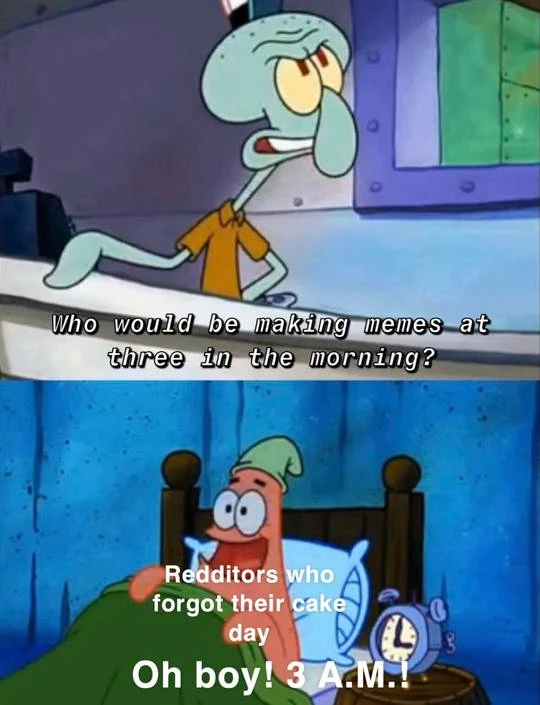 Who would be making memes at
three in the morning?
Redditors who
forgot their cake
day
Oh boy! 3 A.M.!